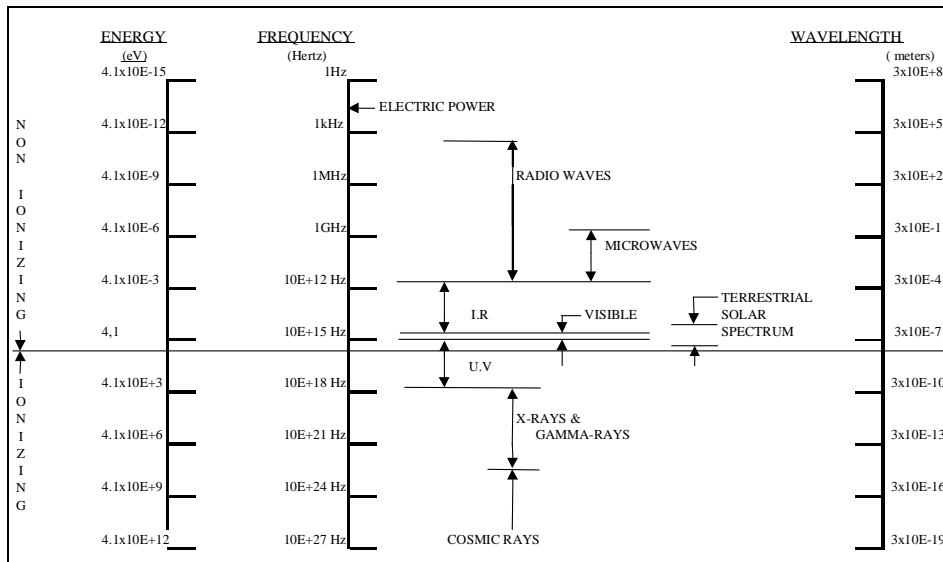 ENERGY FREQUENCY WAVELENGTH
(eV) (Hertz) ( meters)
4.1x10E-15 1Hz 3x10E+8
ELECTRIC POWER
4.1x10E-12 1kHz 3x10E+5
RADIO WAVES
4.1x10E-9 1MHz 3x10E+2
4.1x10E-6 1GHz 3x10E-1
MICROWAVES
4.1x10E-3 10E+12 Hz 3x10E-4
I.R VISIBLE TERRESTRIAL
SOLAR
SPECTRUM
4,1 10E+15 Hz 3x10E-7
U.V
4.1x10E+3 10E+18 Hz 3x10E-10
X-RAYS &
GAMMA-RAYS
4.1x10E+6 10E+21 Hz 3x10E-13
4.1x10E+9 10E+24 Hz 3x10E-16
4.1x10E+12 10E+27 Hz COSMIC RAYS 3x10E-19
NON IONIZING
IONIZING